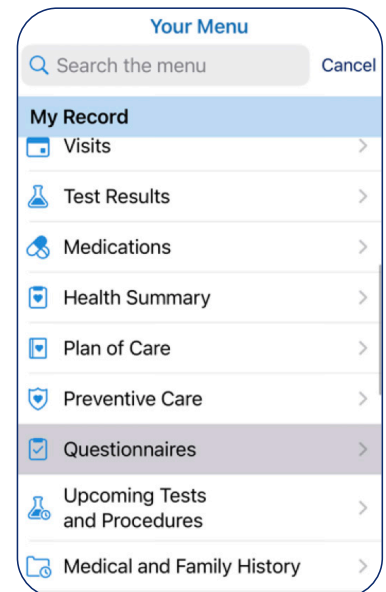 Your Menu
Search the menu
Cancel
My Record
Visits
Test Results
Medications
Health Summary
Plan of Care
Preventive Care
Questionnaires
Upcoming Tests
and Procedures
Medical and Family History